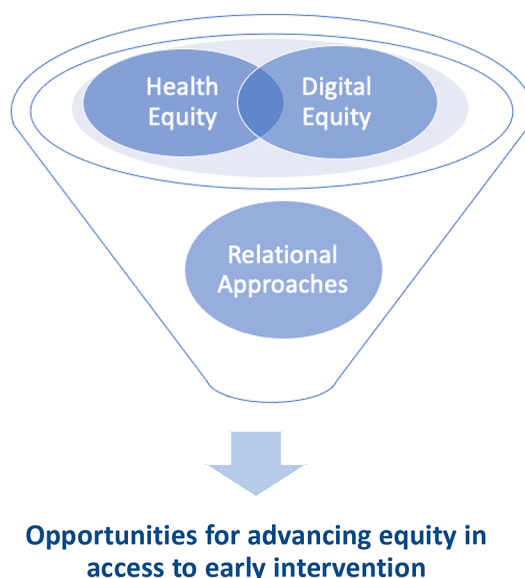 Health
Equity
Digital
Equity
Relational
Approaches
Opportunities for advancing equity in
access to early intervention